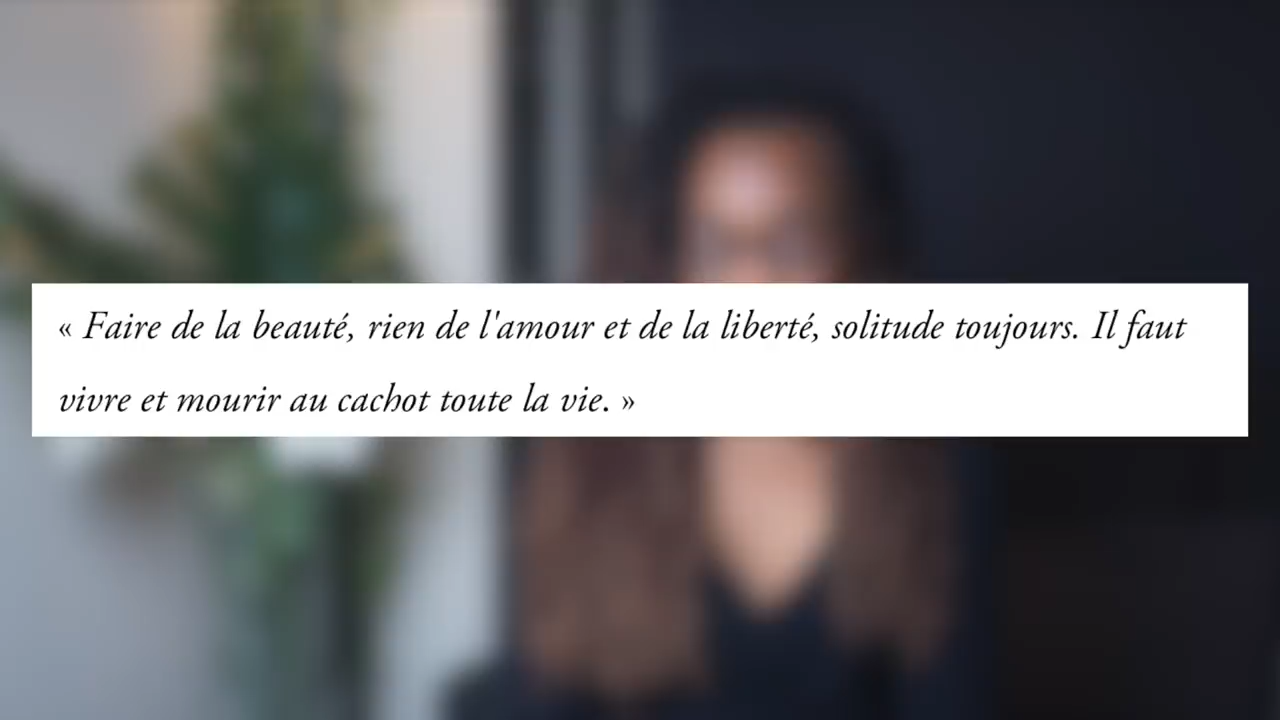 « Faire de la beauté, rien de l'amour et de la liberté, solitude toujours. Il faut
vivre et mourir au cachot toute la vie. »